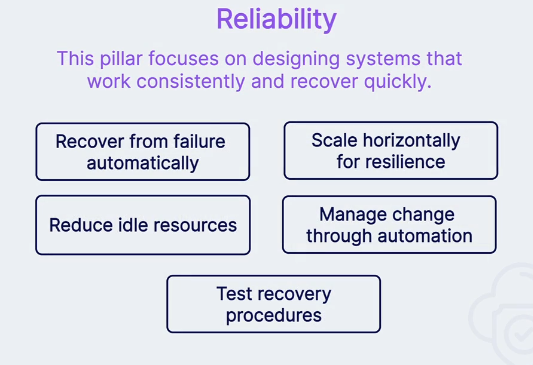 Reliability
This pillar focuses on designing systems that
work consistently and recover quickly.
Recover from failure
automatically
Scale horizontally
for resilience
Reduce idle resources
Manage change
through automation
Test recovery
procedures